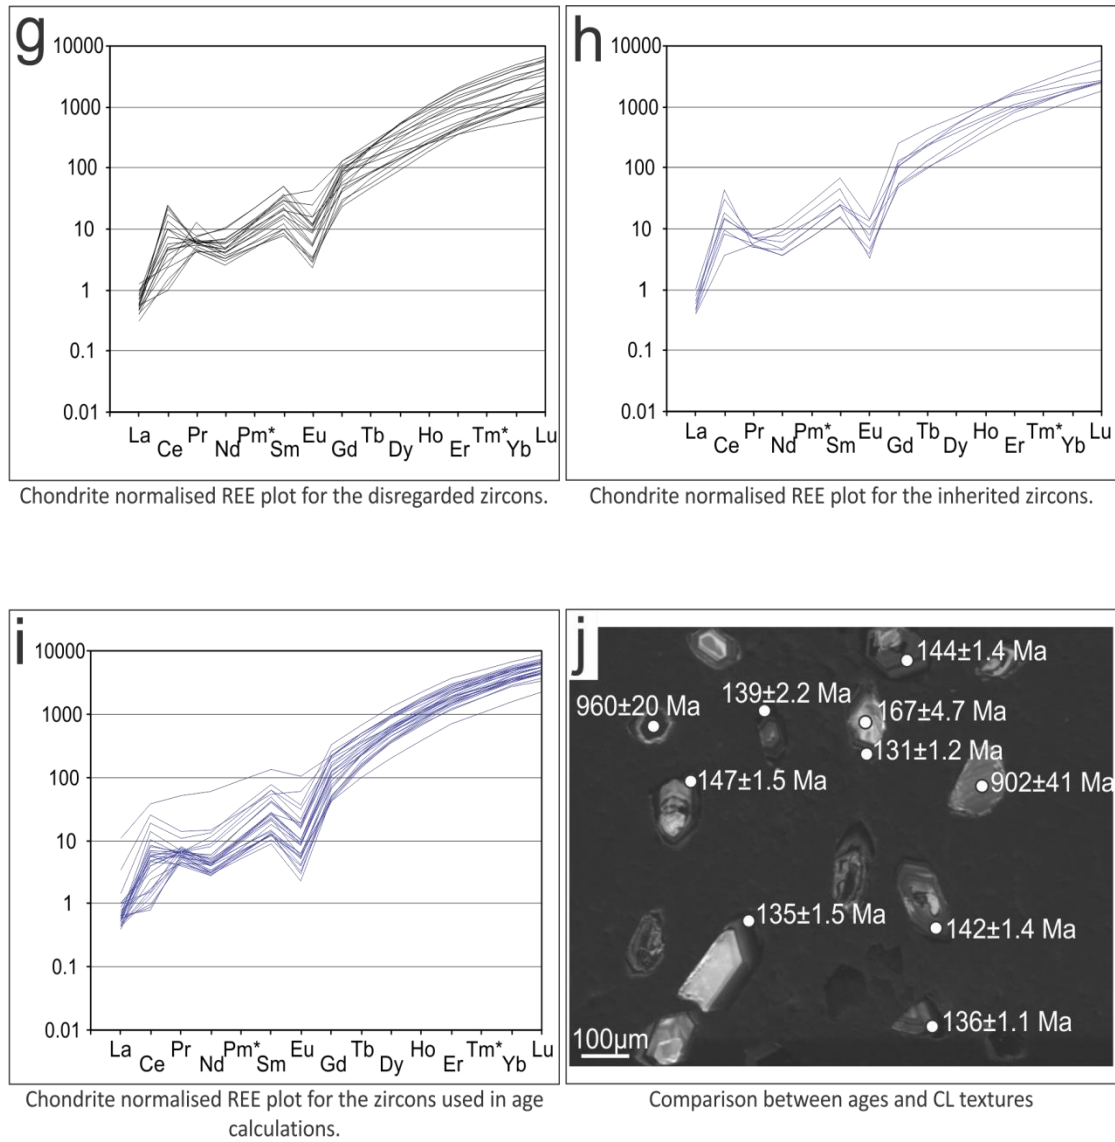 g
10000
1000
100
10
1
0.1
0.01
La Ce Pr Nd Pm* Sm Eu Gd Tb Dy Ho Er Tm* Yb Lu
Chondrite normalised REE plot for the disregarded zircons.
h
10000
1000
100
10
1
0.1
0.01
La Ce Pr Nd Pm* Sm Eu Gd Tb Dy Ho Er Tm* Yb Lu
Chondrite normalised REE plot for the inherited zircons.
i
10000
1000
100
10
1
0.1
0.01
La Ce Pr Nd Pm* Sm Eu Gd Tb Dy Ho Er Tm* Yb Lu
Chondrite normalised REE plot for the zircons used in age
calculations.
j
144±1.4 Ma
139±2.2 Ma
960±20 Ma
167±4.7 Ma
131±1.2 Ma
147±1.5 Ma
902±41 Ma
135±1.5 Ma
142±1.4 Ma
136±1.1 Ma
100µm
Comparison between ages and CL textures